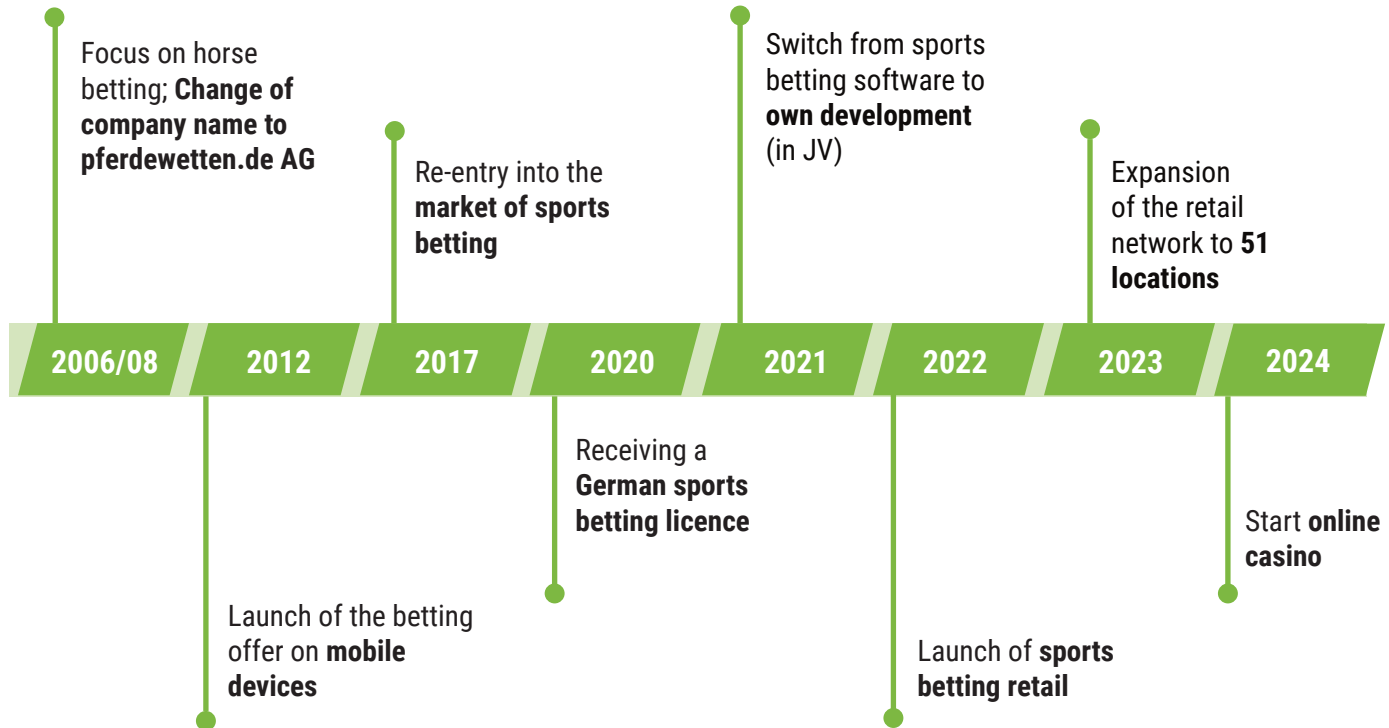 Focus on horse
betting; Change of
company name to
pferdewetten.de AG
Re-entry into the
market of sports
betting
Switch from sports
betting software to
own development
(in JV)
Expansion
of the retail
network to 51
locations
2006/08
2012
2017
2020
2021
2022
2023
2024
Launch of the betting
offer on mobile
devices
Receiving a
German sports
betting licence
Launch of sports
betting retail
Start online
casino